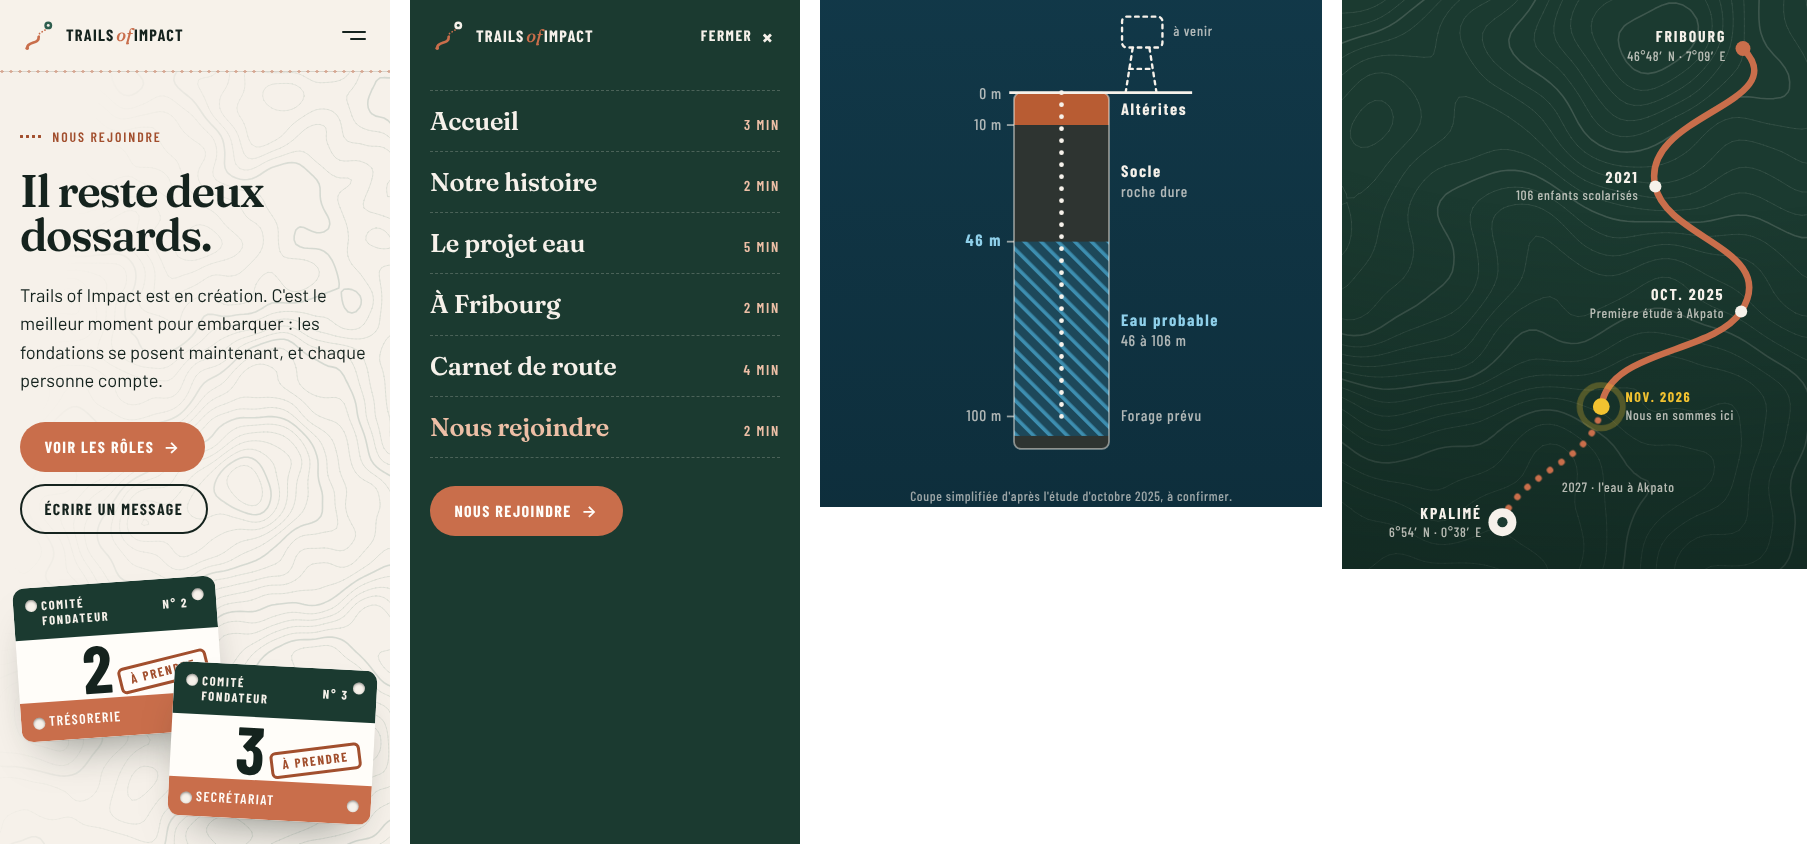 TRAILS of IMPACT
NOUS REJOINDRE
Il reste deux
dossards.
Trails of Impact est en création. C'est le
meilleur moment pour embarquer : les
fondations se posent maintenant, et chaque
personne compte.
VOIR LES RÔLES →
ÉCRIRE UN MESSAGE
COMITÉ
FONDATEUR
N° 2
2
À PREND
TRÉSORERIE
COMITÉ
FONDATEUR
N° 3
3
À PRENDRE
SECRÉTARIAT
TRAILS of IMPACT
FERMER ×
Accueil 3 MIN
Notre histoire 2 MIN
Le projet eau 5 MIN
À Fribourg 2 MIN
Carnet de route 4 MIN
Nous rejoindre 2 MIN
NOUS REJOINDRE →
à venir
0 m
Altérites
10 m
Socle
roche dure
46 m
Eau probable
46 à 106 m
100 m
Forage prévu
Coupe simplifiée d'après l'étude d'octobre 2025, à confirmer.
FRIBOURG
46°48′ N · 7°09′ E
2021
106 enfants scolarisés
OCT. 2025
Première étude à Akpato
NOV. 2026
Nous en sommes ici
2027 · l'eau à Akpato
KPALIMÉ
6°54′ N · 0°38′ E